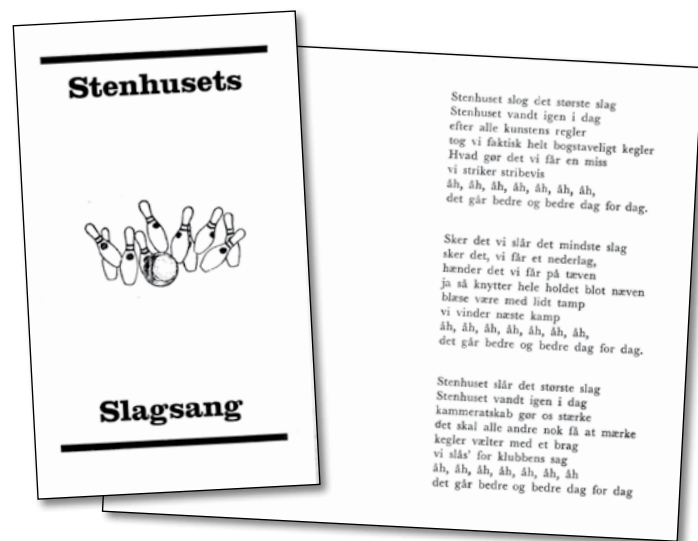 Stenhusets
Slagsang
Stenhuset slog det største slag
Stenhuset vandt igen i dag
efter alle kunstens regler
tog vi faktisk helt bogstaveligt kegler
Hvad gør det vi får en miss
vi striker stribevis
åh, åh, åh, åh, åh, åh, åh,
det går bedre og bedre dag for dag.
Sker det vi slår det mindste slag
sker det, vi får et nederlag,
hænder det vi får på tæven
ja så knytter hele holdet blot næven
blæse være med lidt tamp
vi vinder næste kamp
åh, åh, åh, åh, åh, åh, åh,
det går bedre og bedre dag for dag.
Stenhuset slår det største slag
Stenhuset vandt igen i dag
kammeratskab gør os stærke
det skal alle andre nok få at mærke
kegler vælter med et brag
vi slås' for klubbens sag
åh, åh, åh, åh, åh, åh, åh
det går bedre og bedre dag for dag